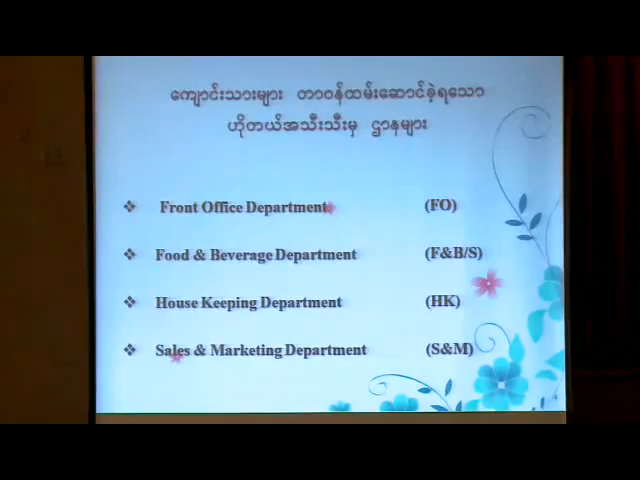 ကျောင်းသားများ တာဝန်ထမ်းဆောင်ခဲ့ရသော
ဟိုတယ်အသီးသီးမှ ဌာနများ
❖ Front Office Department (FO)
❖ Food & Beverage Department (F&B/S)
❖ House Keeping Department (HK)
❖ Sales & Marketing Department (S&M)